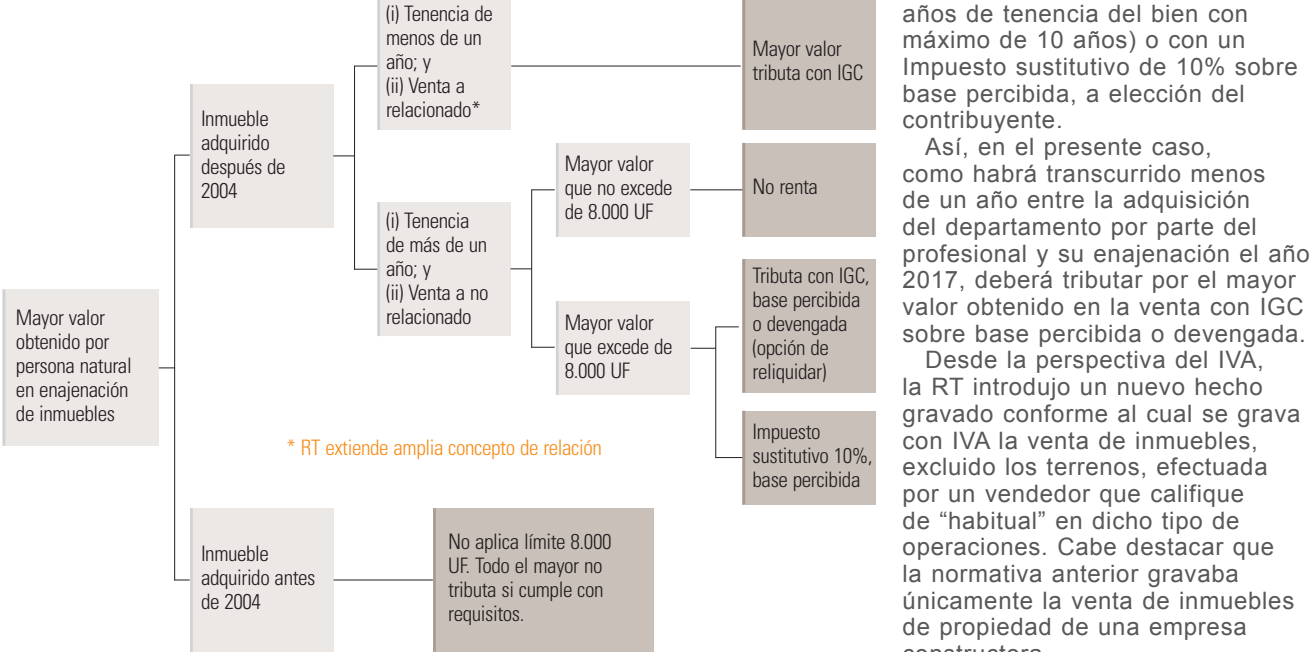 Mayor valor
obtenido por
persona natural
en enajenación
de inmuebles
Inmueble
adquirido
después de
2004
(i) Tenencia de
menos de un
año; y
(ii) Venta a
relacionado*
Mayor valor
tributa con IGC
(i) Tenencia
de más de un
año; y
(ii) Venta a no
relacionado
Mayor valor
que no excede
de 8.000 UF
No renta
Mayor valor
que excede de
8.000 UF
Tributa con IGC,
base percibida
o devengada
(opción de
reliquidar)
Impuesto
sustitutivo 10%,
base percibida
* RT extiende amplia concepto de relación
Inmueble
adquirido antes
de 2004
No aplica límite 8.000
UF. Todo el mayor no
tributa si cumple con
requisitos.
años de tenencia del bien con
máximo de 10 años) o con un
Impuesto sustitutivo de 10% sobre
base percibida, a elección del
contribuyente.
Así, en el presente caso,
como habrá transcurrido menos
de un año entre la adquisición
del departamento por parte del
profesional y su enajenación el año
2017, deberá tributar por el mayor
valor obtenido en la venta con IGC
sobre base percibida o devengada.
Desde la perspectiva del IVA,
la RT introdujo un nuevo hecho
gravado conforme al cual se grava
con IVA la venta de inmuebles,
excluido los terrenos, efectuada
por un vendedor que califique
de “habitual” en dicho tipo de
operaciones. Cabe destacar que
la normativa anterior gravaba
únicamente la venta de inmuebles
de propiedad de una empresa
constructora.